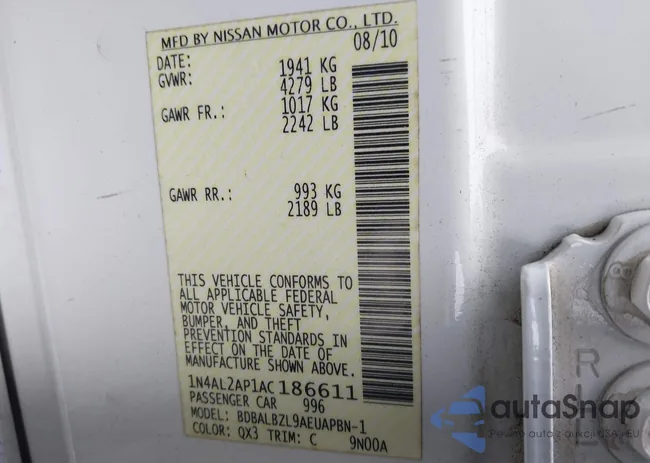 MFD BY NISSAN MOTOR CO., LTD.
DATE: 08/10
GVWR: 1941 KG
4279 LB
GAWR FR.: 1017 KG
2242 LB
GAWR RR.: 993 KG
2189 LB
THIS VEHICLE CONFORMS TO
ALL APPLICABLE FEDERAL
MOTOR VEHICLE SAFETY,
BUMPER, AND THEFT
PREVENTION STANDARDS IN
EFFECT ON THE DATE OF
MANUFACTURE SHOWN ABOVE.
1N4AL2AP1AC186611
PASSENGER CAR 996
MODEL: BDBALBZL9AEUAPBN-1
COLOR: QX3 TRIM: C 9N00A
8
R
autoSnap